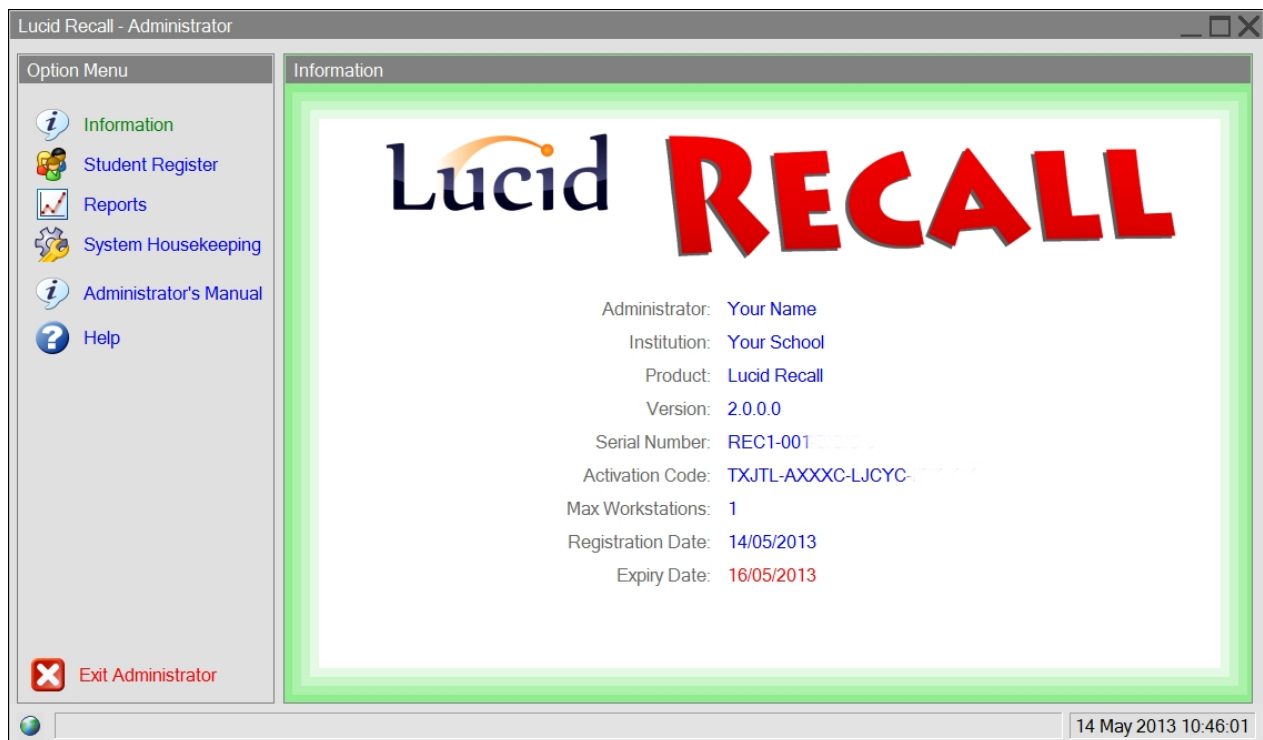 Lucid Recall - Administrator
Option Menu
Information
Student Register
Reports
System Housekeeping
Administrator's Manual
Help
Exit Administrator
Information
Lucid RECALL
Administrator: Your Name
Institution: Your School
Product: Lucid Recall
Version: 2.0.0.0
Serial Number: REC1-001
Activation Code: TXJTL-AXXXC-LJCYC-
Max Workstations: 1
Registration Date: 14/05/2013
Expiry Date: 16/05/2013
14 May 2013 10:46:01